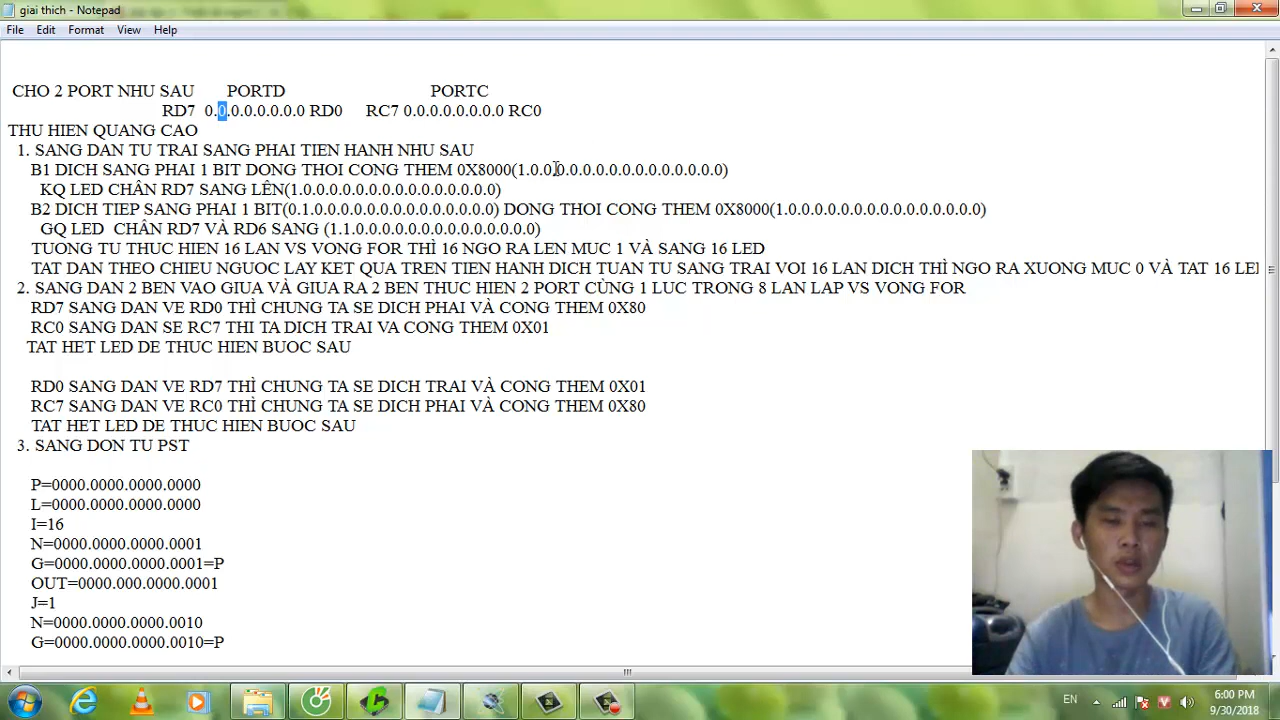 giai thich - Notepad
File Edit Format View Help
CHO 2 PORT NHU SAU PORTD PORTC
RD7 0.0.0.0.0.0.0.0 RD0 RC7 0.0.0.0.0.0.0.0 RC0
THU HIEN QUANG CAO
1. SANG DAN TU TRAI SANG PHAI TIEN HANH NHU SAU
B1 DICH SANG PHAI 1 BIT DONG THOI CONG THEM 0X8000(1.0.0.0.0.0.0.0.0.0.0.0.0.0.0.0)
KQ LED CHÂN RD7 SANG LÊN(1.0.0.0.0.0.0.0.0.0.0.0.0.0.0.0)
B2 DICH TIEP SANG PHAI 1 BIT(0.1.0.0.0.0.0.0.0.0.0.0.0.0.0.0) DONG THOI CONG THEM 0X8000(1.0.0.0.0.0.0.0.0.0.0.0.0.0.0.0)
GQ LED CHÂN RD7 VÀ RD6 SANG (1.1.0.0.0.0.0.0.0.0.0.0.0.0.0.0)
TUONG TU THUC HIEN 16 LAN VS VONG FOR THÌ 16 NGO RA LEN MUC 1 VÀ SANG 16 LED
TAT DAN THEO CHIEU NGUOC LAY KET QUA TREN TIEN HANH DICH TUAN TU SANG TRAI VOI 16 LAN DICH THÌ NGO RA XUONG MUC 0 VÀ TAT 16 LE
2. SANG DAN 2 BEN VAO GIUA VÀ GIUA RA 2 BEN THUC HIEN 2 PORT CÙNG 1 LUC TRONG 8 LAN LAP VS VONG FOR
RD7 SANG DAN VE RD0 THÌ CHUNG TA SE DICH PHAI VÀ CONG THEM 0X80
RC0 SANG DAN SE RC7 THI TA DICH TRAI VA CONG THEM 0X01
TAT HET LED DE THUC HIEN BUOC SAU
RD0 SANG DAN VE RD7 THÌ CHUNG TA SE DICH TRAI VÀ CONG THEM 0X01
RC7 SANG DAN VE RC0 THÌ CHUNG TA SE DICH PHAI VÀ CONG THEM 0X80
TAT HET LED DE THUC HIEN BUOC SAU
3. SANG DON TU PST
P=0000.0000.0000.0000
L=0000.0000.0000.0000
I=16
N=0000.0000.0000.0001
G=0000.0000.0000.0001=P
OUT=0000.000.0000.0001
J=1
N=0000.0000.0000.0010
G=0000.0000.0000.0010=P
EN
6:00 PM
9/30/2018